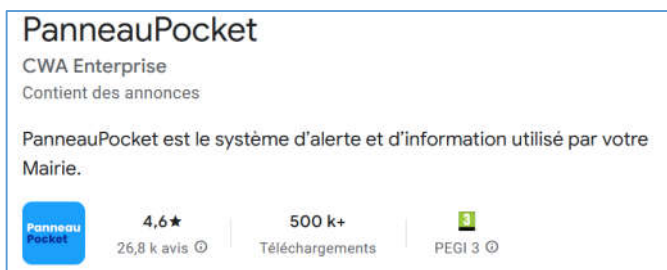 PanneauPocket
CWA Enterprise
Contient des annonces
PanneauPocket est le système d'alerte et d'information utilisé par votre
Mairie.
Panneau
Pocket
4,6★
26,8 k avis ⓘ
500 k+
Téléchargements
3
PEGI 3 ⓘ